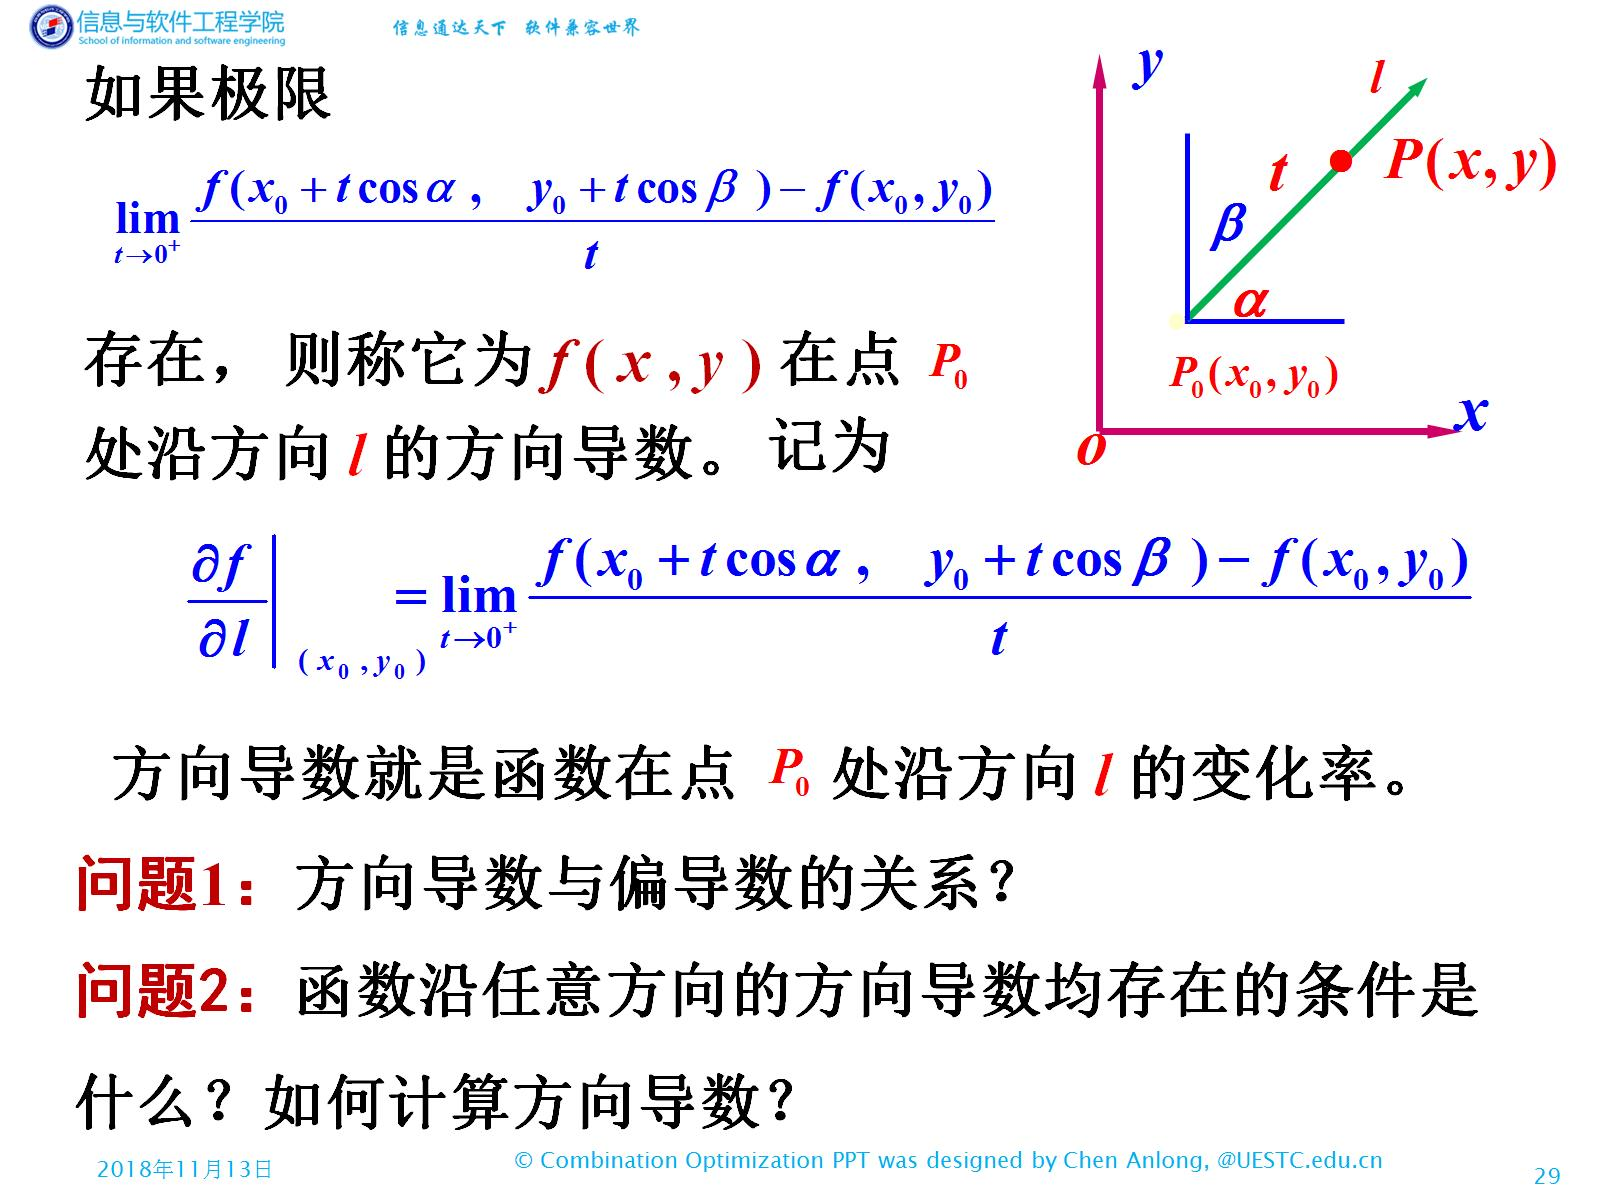 信息与软件工程学院
School of information and software engineering
信息通达天下 软件兼容世界
如果极限
lim t→0⁺ f(x₀+tcosα, y₀+tcosβ)−f(x₀,y₀) / t
y
l
P(x,y)
t
β
α
P₀(x₀,y₀)
x
o
存在，则称它为 f(x,y) 在点 P₀
处沿方向 l 的方向导数。记为
∂f/∂l |(x₀,y₀) = lim t→0⁺ f(x₀+tcosα, y₀+tcosβ)−f(x₀,y₀) / t
方向导数就是函数在点 P₀ 处沿方向 l 的变化率。
问题1：方向导数与偏导数的关系？
问题2：函数沿任意方向的方向导数均存在的条件是
什么？如何计算方向导数？
2018年11月13日
© Combination Optimization PPT was designed by Chen Anlong, @UESTC.edu.cn
29